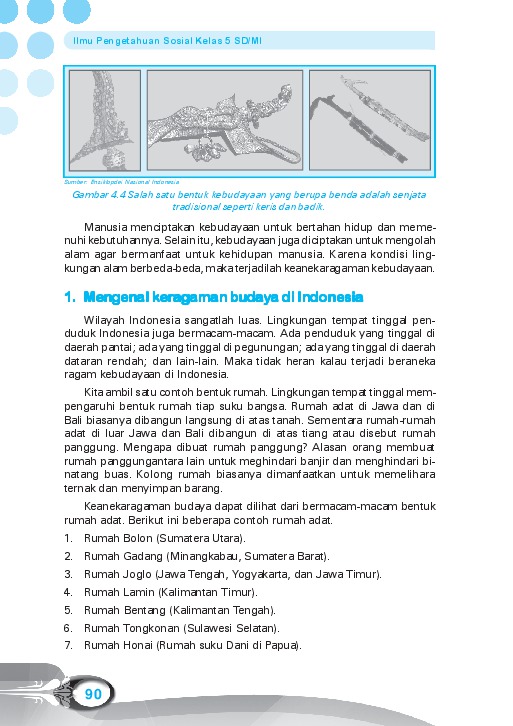 Ilmu Pengetahuan Sosial Kelas 5 SD/MI
Sumber: Ensiklopdei Nasional Indonesia
Gambar 4.4 Salah satu bentuk kebudayaan yang berupa benda adalah senjata
tradisional seperti keris dan badik.
Manusia menciptakan kebudayaan untuk bertahan hidup dan meme-
nuhi kebutuhannya. Selain itu, kebudayaan juga diciptakan untuk mengolah
alam agar bermanfaat untuk kehidupan manusia. Karena kondisi ling-
kungan alam berbeda-beda, maka terjadilah keanekaragaman kebudayaan.
1. Mengenal keragaman budaya di Indonesia
Wilayah Indonesia sangatlah luas. Lingkungan tempat tinggal pen-
duduk Indonesia juga bermacam-macam. Ada penduduk yang tinggal di
daerah pantai; ada yang tinggal di pegunungan; ada yang tinggal di daerah
dataran rendah; dan lain-lain. Maka tidak heran kalau terjadi beraneka
ragam kebudayaan di Indonesia.
Kita ambil satu contoh bentuk rumah. Lingkungan tempat tinggal mem-
pengaruhi bentuk rumah tiap suku bangsa. Rumah adat di Jawa dan di
Bali biasanya dibangun langsung di atas tanah. Sementara rumah-rumah
adat di luar Jawa dan Bali dibangun di atas tiang atau disebut rumah
panggung. Mengapa dibuat rumah panggung? Alasan orang membuat
rumah panggungantara lain untuk meghindari banjir dan menghindari bi-
natang buas. Kolong rumah biasanya dimanfaatkan untuk memelihara
ternak dan menyimpan barang.
Keanekaragaman budaya dapat dilihat dari bermacam-macam bentuk
rumah adat. Berikut ini beberapa contoh rumah adat.
1. Rumah Bolon (Sumatera Utara).
2. Rumah Gadang (Minangkabau, Sumatera Barat).
3. Rumah Joglo (Jawa Tengah, Yogyakarta, dan Jawa Timur).
4. Rumah Lamin (Kalimantan Timur).
5. Rumah Bentang (Kalimantan Tengah).
6. Rumah Tongkonan (Sulawesi Selatan).
7. Rumah Honai (Rumah suku Dani di Papua).
90